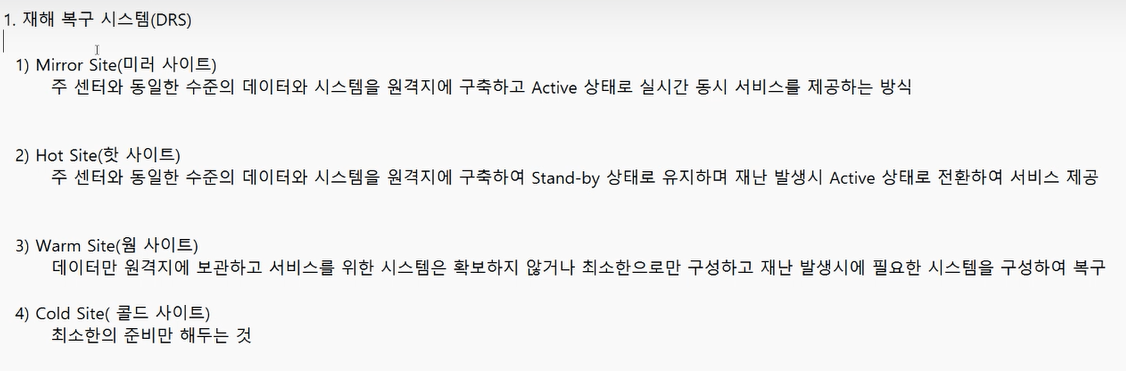 1. 재해 복구 시스템(DRS)
1) Mirror Site(미러 사이트)
주 센터와 동일한 수준의 데이터와 시스템을 원격지에 구축하고 Active 상태로 실시간 동시 서비스를 제공하는 방식
2) Hot Site(핫 사이트)
주 센터와 동일한 수준의 데이터와 시스템을 원격지에 구축하여 Stand-by 상태로 유지하며 재난 발생시 Active 상태로 전환하여 서비스 제공
3) Warm Site(웜 사이트)
데이터만 원격지에 보관하고 서비스를 위한 시스템은 확보하지 않거나 최소한으로만 구성하고 재난 발생시에 필요한 시스템을 구성하여 복구
4) Cold Site( 콜드 사이트)
최소한의 준비만 해두는 것